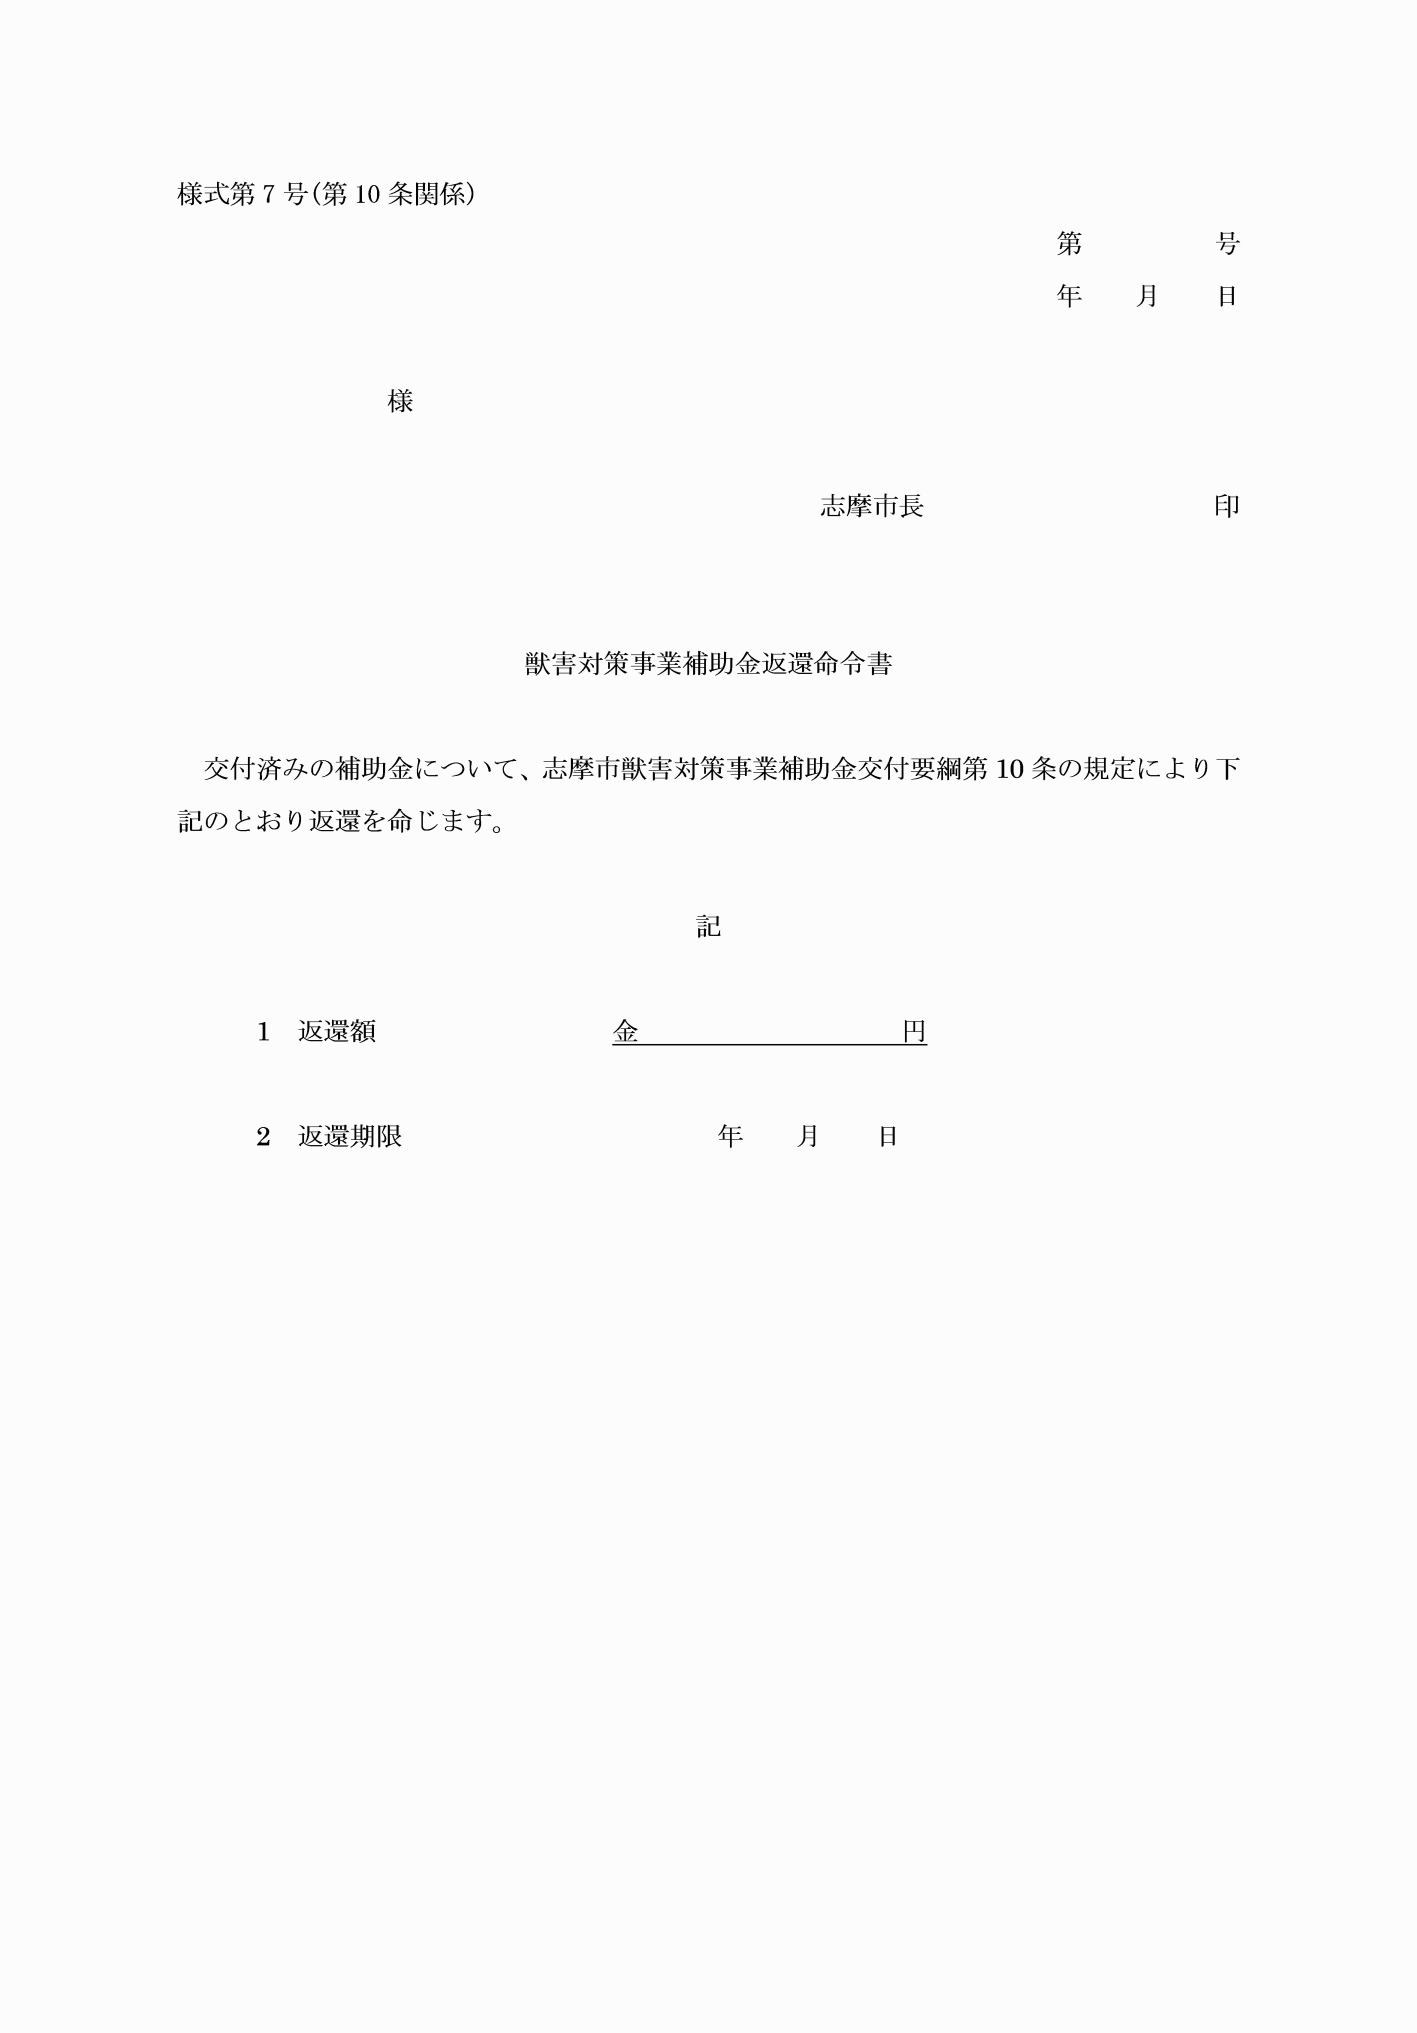 様式第 7 号（第 10 条関係）
第　　　　　号
年　　月　　日
様
志摩市長　　　　　　　　　　　印
獣害対策事業補助金返還命令書
交付済みの補助金について、志摩市獣害対策事業補助金交付要綱第 10 条の規定により下
記のとおり返還を命じます。
記
1　返還額　　　　　　　　　金　　　　　　　　　　円
2　返還期限　　　　　　　　　　　　年　　月　　日